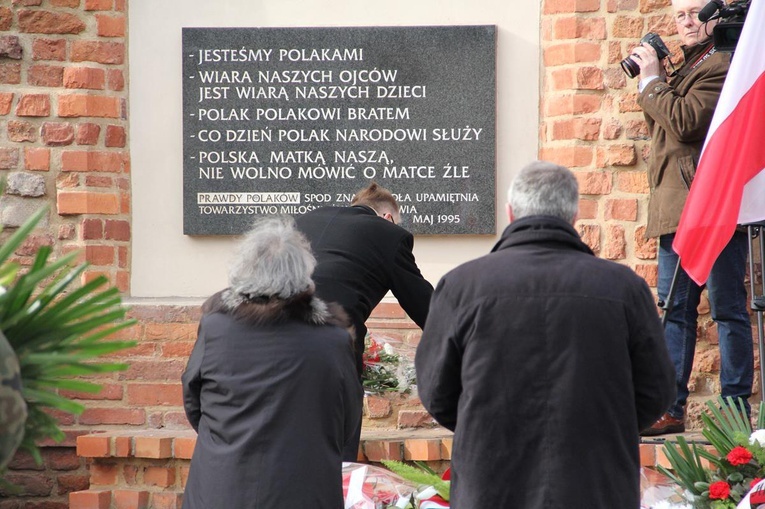 - JESTEŚMY POLAKAMI
- WIARA NASZYCH OJCÓW
JEST WIARĄ NASZYCH DZIECI
- POLAK POLAKOWI BRATEM
- CO DZIEŃ POLAK NARODOWI SŁUŻY
- POLSKA MATKĄ NASZĄ,
NIE WOLNO MÓWIĆ O MATCE ŹLE
PRAWDY POLAKÓW SPOD UPAMIĘTNIA
TOWARZYSTWO
MAJ 1995